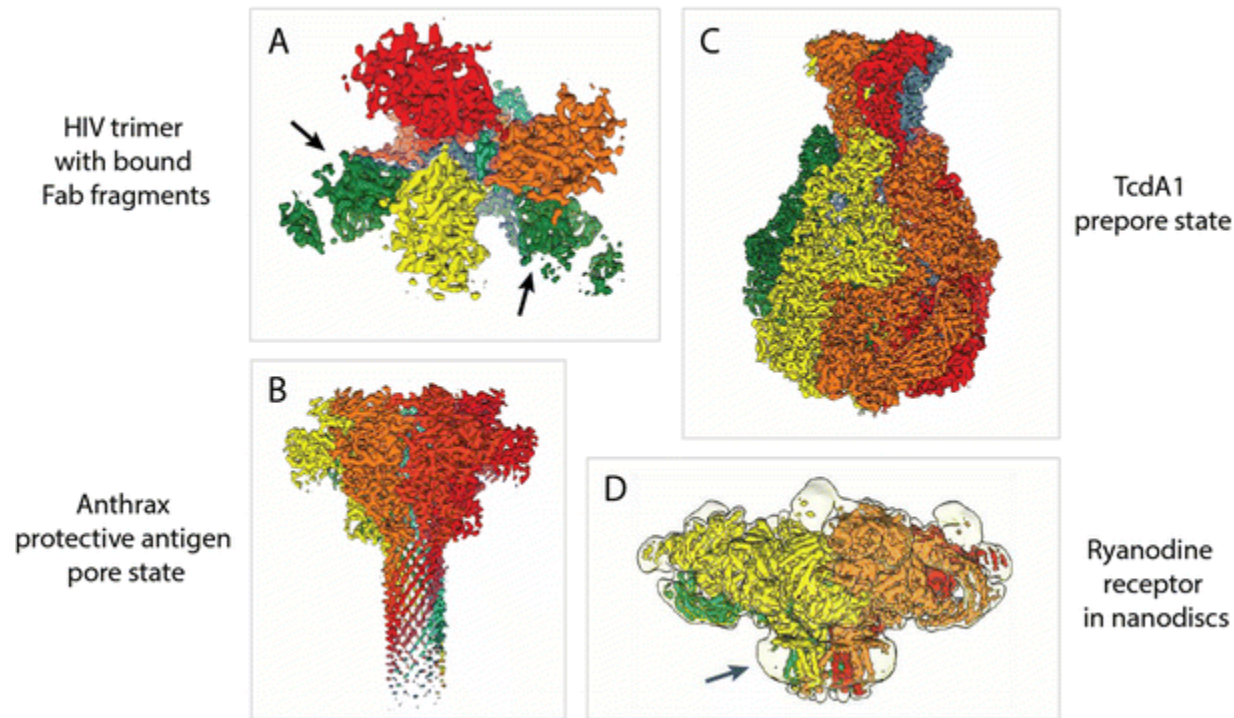 A
HIV trimer
with bound
Fab fragments
C
TcdA1
prepore state
B
Anthrax
protective antigen
pore state
D
Ryanodine
receptor
in nanodiscs